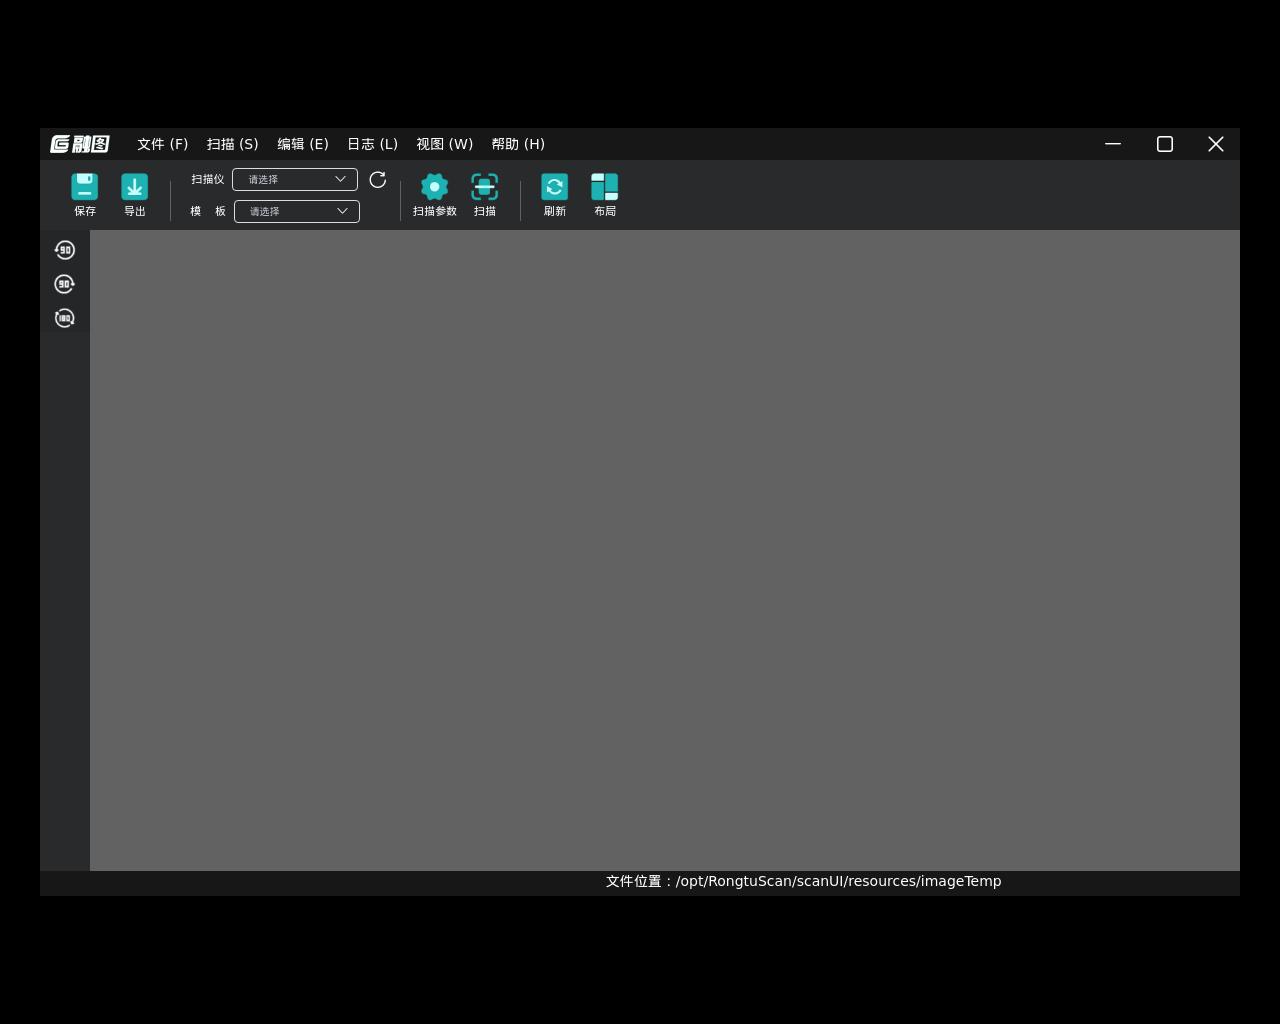 融图 文件 (F) 扫描 (S) 编辑 (E) 日志 (L) 视图 (W) 帮助 (H)
扫描仪 请选择
保存 导出 模 板 请选择 扫描参数 扫描 刷新 布局
90
90
180
文件位置 : /opt/RongtuScan/scanUI/resources/imageTemp